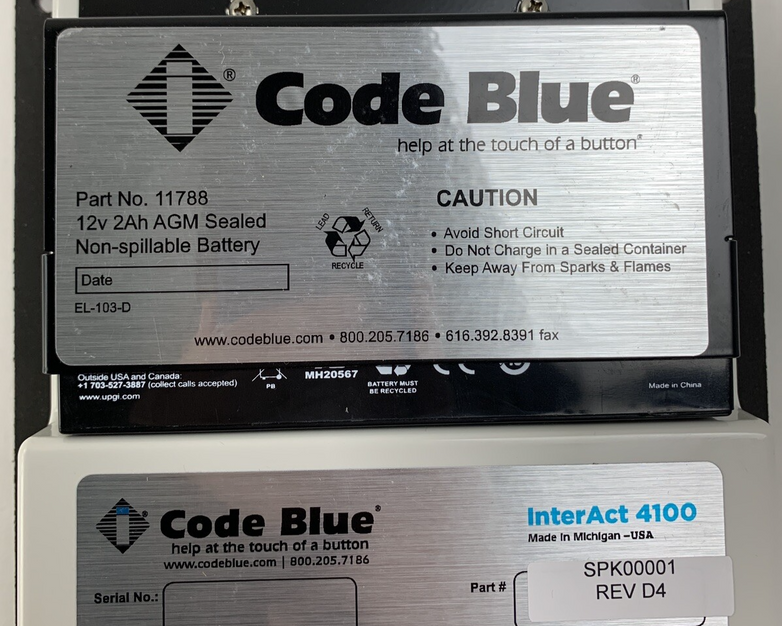 Code Blue®
help at the touch of a button®
Part No. 11788
12v 2Ah AGM Sealed
Non-spillable Battery
Date
EL-103-D
LEAD
RETURN
RECYCLE
CAUTION
• Avoid Short Circuit
• Do Not Charge in a Sealed Container
• Keep Away From Sparks & Flames
www.codeblue.com • 800.205.7186 • 616.392.8391 fax
Outside USA and Canada:
+1 703-527-3887 (collect calls accepted)
www.upgi.com
PB
MH20567
BATTERY MUST
BE RECYCLED
Made in China
Code Blue®
help at the touch of a button
www.codeblue.com | 800.205.7186
InterAct 4100
Made in Michigan –USA
Serial No.:
Part #
SPK00001
REV D4